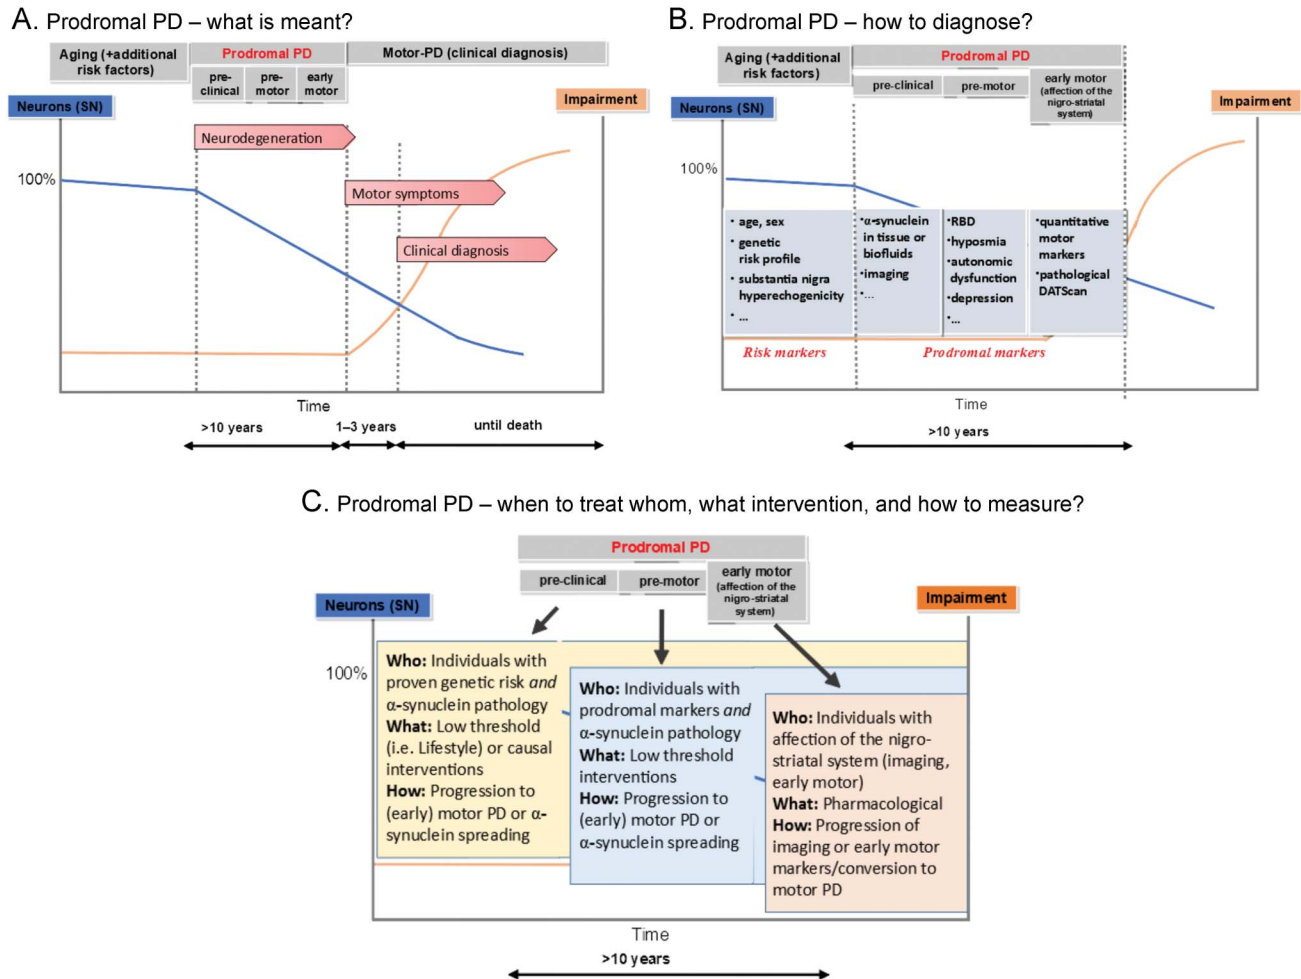 A. Prodromal PD – what is meant?
Aging (+additional
risk factors)
Prodromal PD
Motor-PD (clinical diagnosis)
pre-
clinical
pre-
motor
early
motor
Neurons (SN)
Impairment
Neurodegeneration
100%
Motor symptoms
Clinical diagnosis
Time
>10 years
1–3 years
until death
B. Prodromal PD – how to diagnose?
Aging (+additional
risk factors)
Prodromal PD
pre-clinical
pre-motor
early motor
(affection of the
nigro-striatal
system)
Neurons (SN)
Impairment
100%
• age, sex
• genetic
risk profile
• substantia nigra
hyperechogenicity
• ...
•α-synuclein
in tissue or
biofluids
•imaging
•...
•RBD
•hyposmia
•autonomic
dysfunction
•depression
•...
•quantitative
motor
markers
•pathological
DATScan
Risk markers
Prodromal markers
Time
>10 years
C. Prodromal PD – when to treat whom, what intervention, and how to measure?
Prodromal PD
pre-clinical
pre-motor
early motor
(affection of the
nigro-striatal
system)
Neurons (SN)
Impairment
100%
Who: Individuals with
proven genetic risk and
α-synuclein pathology
What: Low threshold
(i.e. Lifestyle) or causal
interventions
How: Progression to
(early) motor PD or α-
synuclein spreading
Who: Individuals with
prodromal markers and
α-synuclein pathology
What: Low threshold
interventions
How: Progression to
(early) motor PD or
α-synuclein spreading
Who: Individuals with
affection of the nigro-
striatal system (imaging,
early motor)
What: Pharmacological
How: Progression of
imaging or early motor
markers/conversion to
motor PD
Time
>10 years